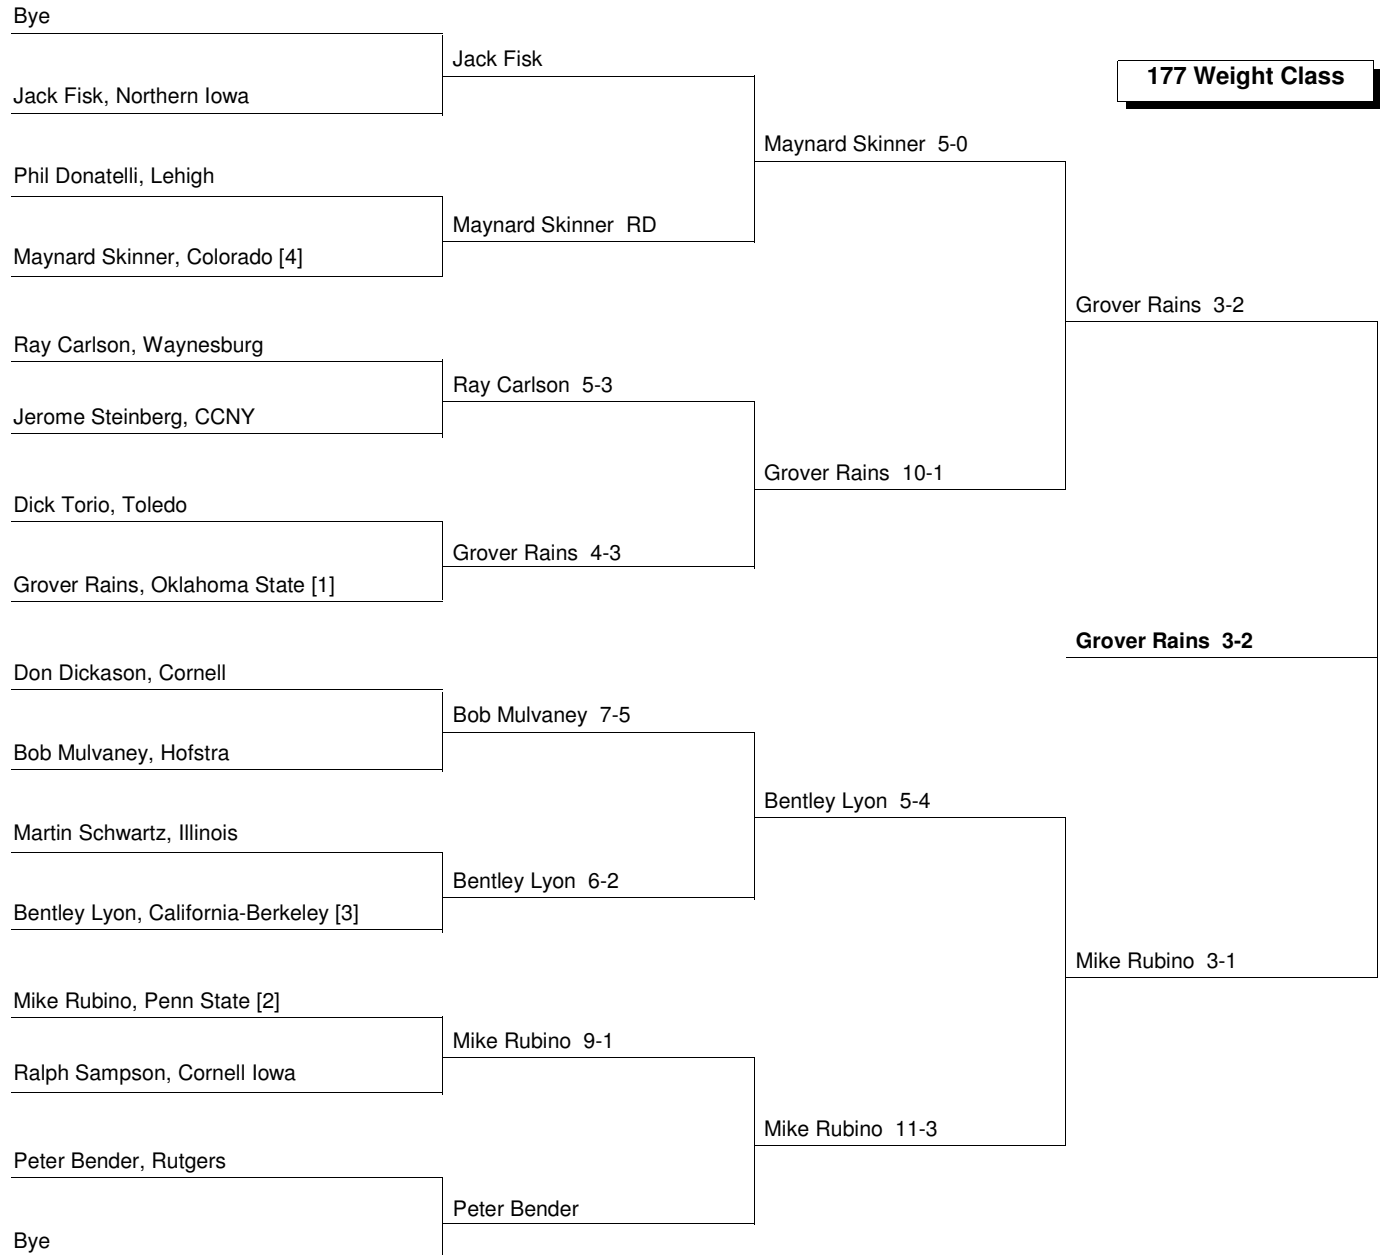 Bye
Jack Fisk
177 Weight Class
Jack Fisk, Northern Iowa
Maynard Skinner 5-0
Phil Donatelli, Lehigh
Maynard Skinner RD
Maynard Skinner, Colorado [4]
Grover Rains 3-2
Ray Carlson, Waynesburg
Ray Carlson 5-3
Jerome Steinberg, CCNY
Grover Rains 10-1
Dick Torio, Toledo
Grover Rains 4-3
Grover Rains, Oklahoma State [1]
Grover Rains 3-2
Don Dickason, Cornell
Bob Mulvaney 7-5
Bob Mulvaney, Hofstra
Bentley Lyon 5-4
Martin Schwartz, Illinois
Bentley Lyon 6-2
Bentley Lyon, California-Berkeley [3]
Mike Rubino 3-1
Mike Rubino, Penn State [2]
Mike Rubino 9-1
Ralph Sampson, Cornell Iowa
Mike Rubino 11-3
Peter Bender, Rutgers
Peter Bender
Bye